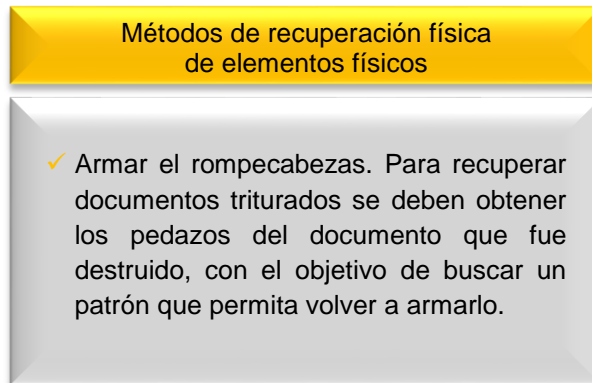 Métodos de recuperación física
de elementos físicos
✓ Armar el rompecabezas. Para recuperar
documentos triturados se deben obtener
los pedazos del documento que fue
destruido, con el objetivo de buscar un
patrón que permita volver a armarlo.